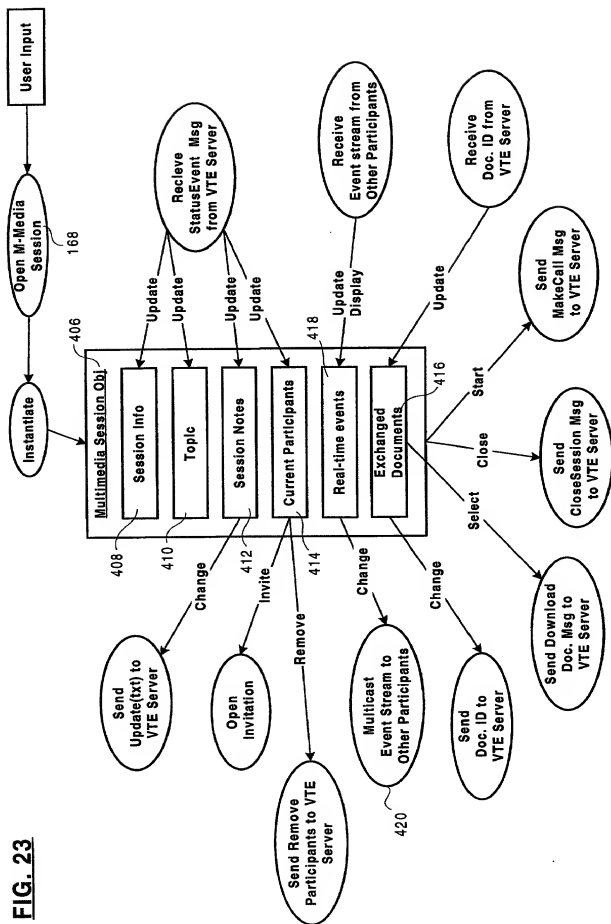 FIG. 23
User Input
Open M-Media
Session
168
Instantiate
406
Multimedia Session Obj
Session Info
408
Topic
410
Session Notes
412
Current Participants
414
Real-time events
418
Exchanged
Documents
416
Update
Update
Update
Update
Recieve
StatusEvent Msg
from VTE Server
Update
Display
Receive
Event stream from
Other Participants
Update
Receive
Doc. ID from
VTE Server
Start
Send
MakeCall Msg
to VTE Server
Close
Send
CloseSession Msg
to VTE Server
Select
Send Download
Doc. Msg to
VTE Server
Change
Send
Doc. ID to
VTE Server
Change
Multicast
Event Stream to
Other Participants
420
Remove
Send Remove
Participants to VTE
Server
Invite
Open
Invitation
Change
Send
Update(txt) to
VTE Server